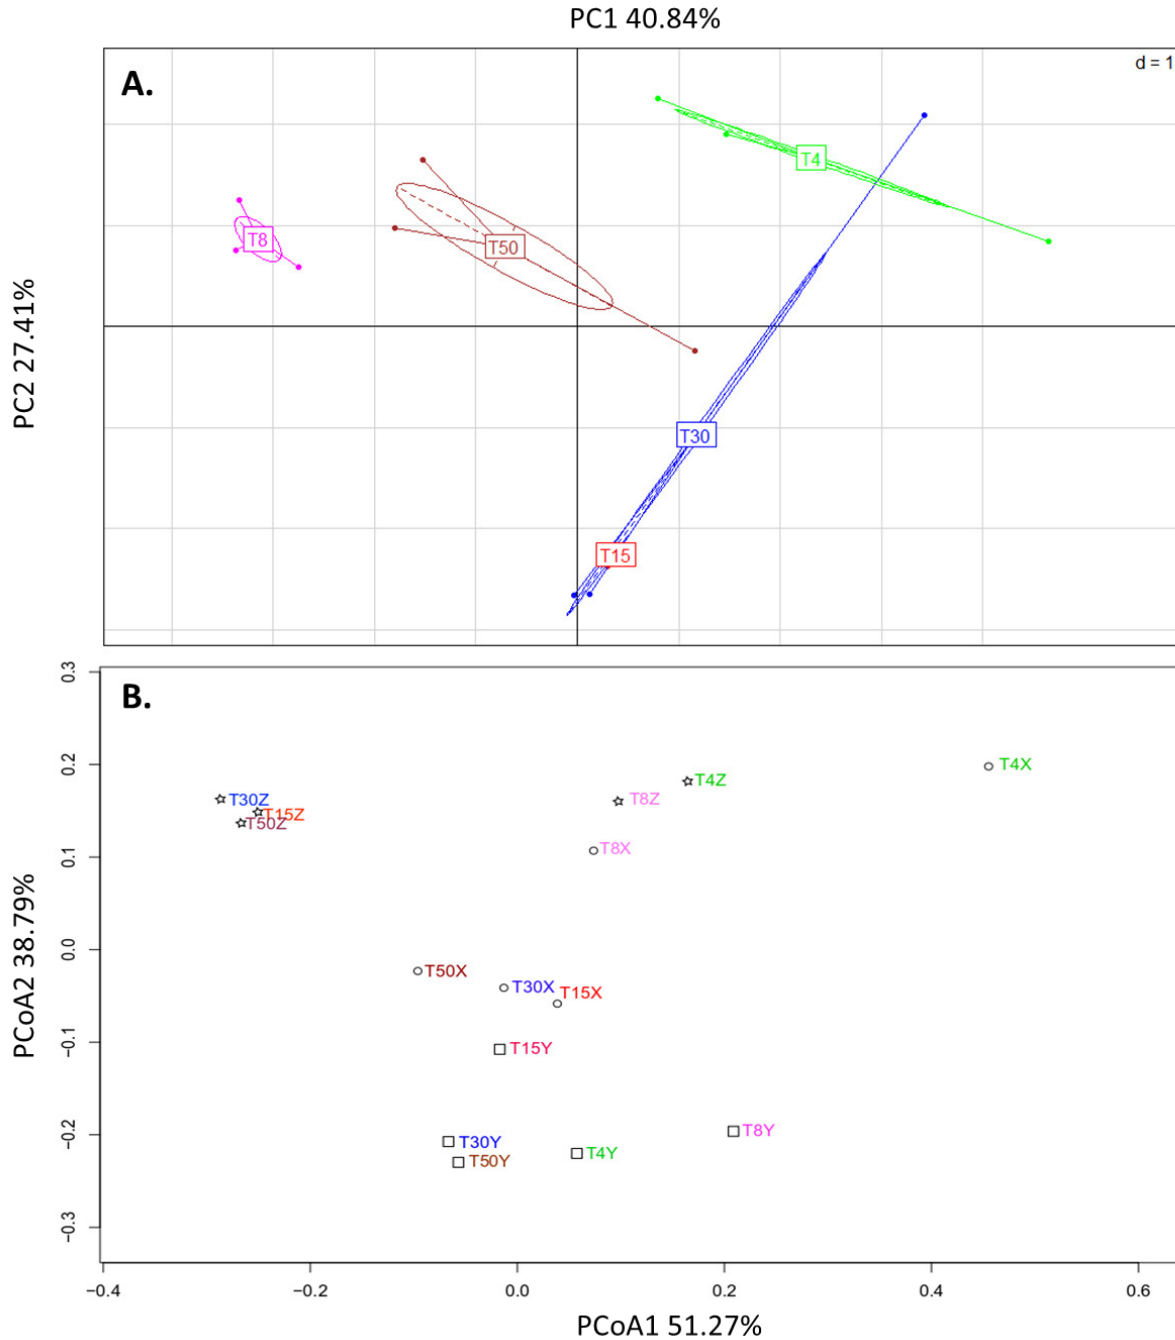 PC1 40.84%
A.
d = 1
T4
T8
T50
PC2 27.41%
T30
T15
B.
0.3
0.2
0.1
0.0
−0.1
−0.2
−0.3
PCoA2 38.79%
T4X
T4Z
T30Z
T8Z
T15Z
T50Z
T8X
T50X
T30X
T15X
T15Y
T8Y
T30Y
T4Y
T50Y
−0.4 −0.2 0.0 0.2 0.4 0.6
PCoA1 51.27%